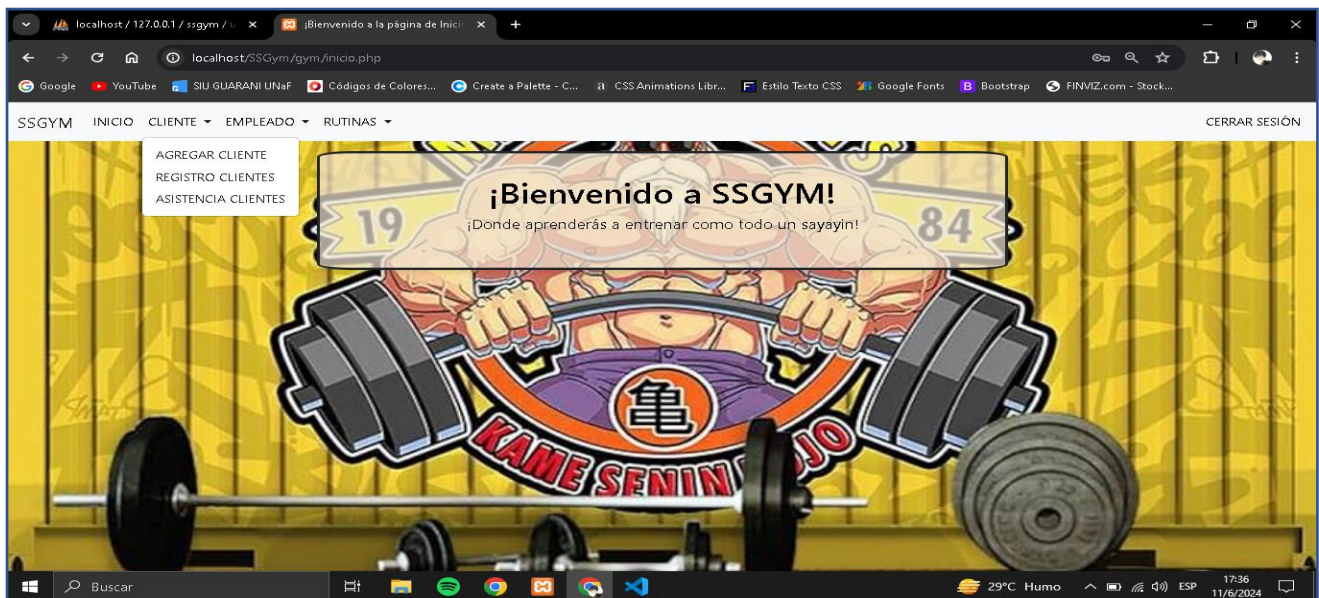 localhost / 127.0.0.1 / ssgym / u
¡Bienvenido a la página de Inici
localhost/SSGym/gym/inicio.php
Google YouTube SIU GUARANI UNaF Códigos de Colores... Create a Palette - C... CSS Animations Libr... Estilo Texto CSS Google Fonts Bootstrap FINVIZ.com - Stock...
SSGYM INICIO CLIENTE EMPLEADO RUTINAS CERRAR SESIÓN
AGREGAR CLIENTE
REGISTRO CLIENTES
ASISTENCIA CLIENTES
¡Bienvenido a SSGYM!
¡Donde aprenderás a entrenar como todo un sayayin!
19 84
亀
KAME SENIN
Buscar
29°C Humo
ESP
17:36
11/6/2024